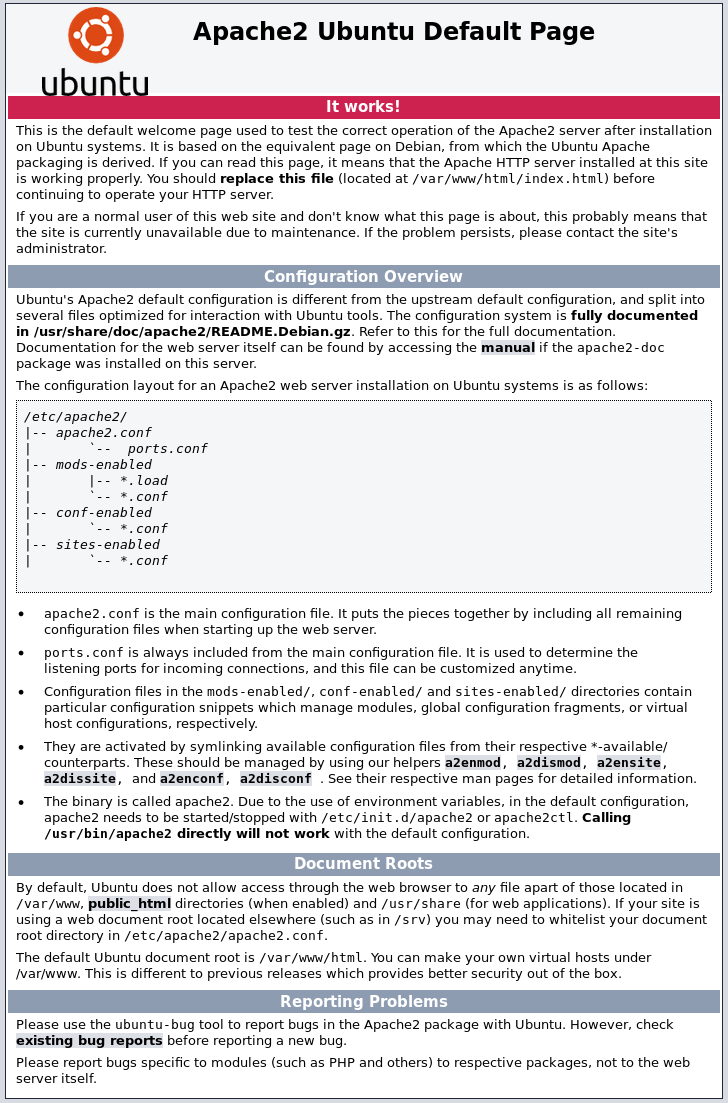 ubuntu
Apache2 Ubuntu Default Page
It works!
This is the default welcome page used to test the correct operation of the Apache2 server after installation
on Ubuntu systems. It is based on the equivalent page on Debian, from which the Ubuntu Apache
packaging is derived. If you can read this page, it means that the Apache HTTP server installed at this site
is working properly. You should replace this file (located at /var/www/html/index.html) before
continuing to operate your HTTP server.
If you are a normal user of this web site and don't know what this page is about, this probably means that
the site is currently unavailable due to maintenance. If the problem persists, please contact the site's
administrator.
Configuration Overview
Ubuntu's Apache2 default configuration is different from the upstream default configuration, and split into
several files optimized for interaction with Ubuntu tools. The configuration system is fully documented
in /usr/share/doc/apache2/README.Debian.gz. Refer to this for the full documentation.
Documentation for the web server itself can be found by accessing the manual if the apache2-doc
package was installed on this server.
The configuration layout for an Apache2 web server installation on Ubuntu systems is as follows:
/etc/apache2/
|-- apache2.conf
|       `--  ports.conf
|-- mods-enabled
|       |-- *.load
|       `-- *.conf
|-- conf-enabled
|       `-- *.conf
|-- sites-enabled
|       `-- *.conf
• apache2.conf is the main configuration file. It puts the pieces together by including all remaining
configuration files when starting up the web server.
• ports.conf is always included from the main configuration file. It is used to determine the
listening ports for incoming connections, and this file can be customized anytime.
• Configuration files in the mods-enabled/, conf-enabled/ and sites-enabled/ directories contain
particular configuration snippets which manage modules, global configuration fragments, or virtual
host configurations, respectively.
• They are activated by symlinking available configuration files from their respective *-available/
counterparts. These should be managed by using our helpers a2enmod, a2dismod, a2ensite,
a2dissite, and a2enconf, a2disconf . See their respective man pages for detailed information.
• The binary is called apache2. Due to the use of environment variables, in the default configuration,
apache2 needs to be started/stopped with /etc/init.d/apache2 or apache2ctl. Calling
/usr/bin/apache2 directly will not work with the default configuration.
Document Roots
By default, Ubuntu does not allow access through the web browser to any file apart of those located in
/var/www, public_html directories (when enabled) and /usr/share (for web applications). If your site is
using a web document root located elsewhere (such as in /srv) you may need to whitelist your document
root directory in /etc/apache2/apache2.conf.
The default Ubuntu document root is /var/www/html. You can make your own virtual hosts under
/var/www. This is different to previous releases which provides better security out of the box.
Reporting Problems
Please use the ubuntu-bug tool to report bugs in the Apache2 package with Ubuntu. However, check
existing bug reports before reporting a new bug.
Please report bugs specific to modules (such as PHP and others) to respective packages, not to the web
server itself.